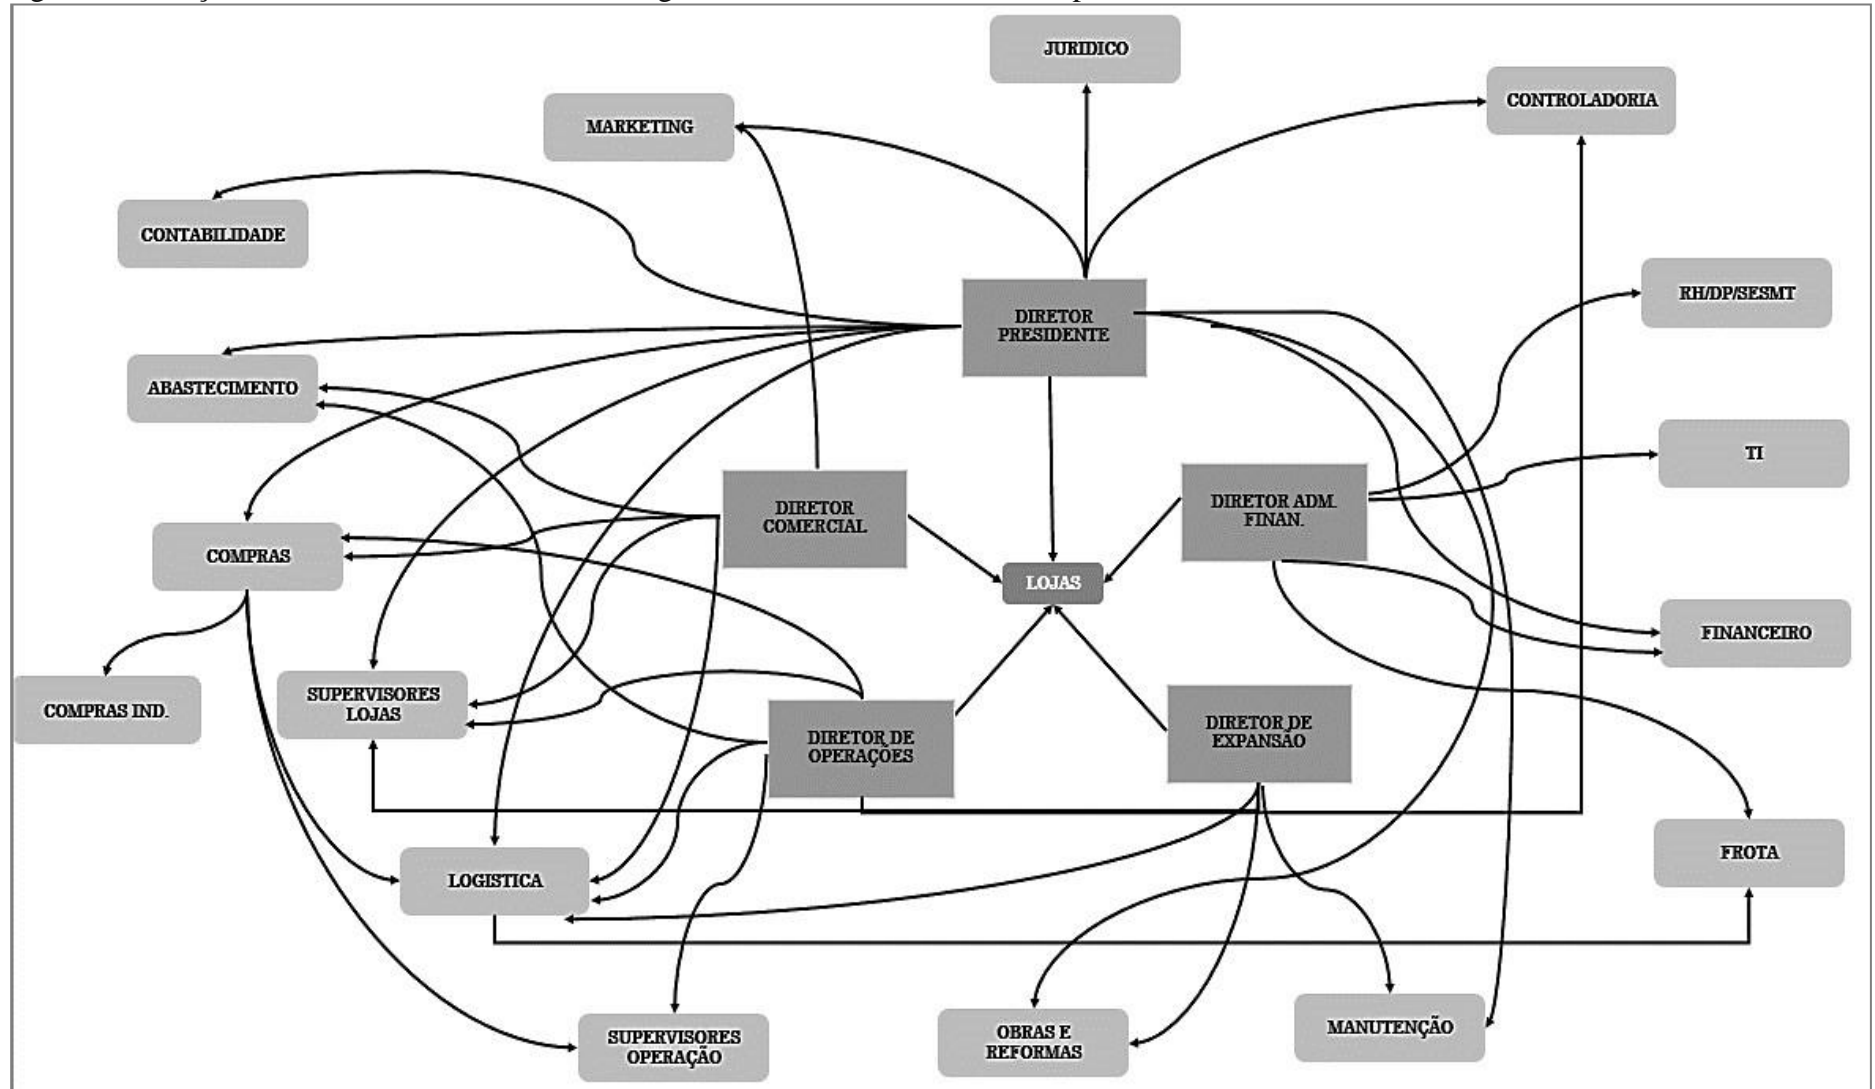 JURIDICO
CONTROLADORIA
MARKETING
CONTABILIDADE
RH/DP/SESMT
DIRETOR
PRESIDENTE
ABASTECIMENTO
TI
DIRETOR
COMERCIAL
DIRETOR ADM.
FINAN.
COMPRAS
LOJAS
FINANCEIRO
COMPRAS IND.
SUPERVISORES
LOJAS
DIRETOR DE
OPERAÇÕES
DIRETOR DE
EXPANSÃO
LOGISTICA
FROTA
SUPERVISORES
OPERAÇÃO
OBRAS E
REFORMAS
MANUTENÇÃO